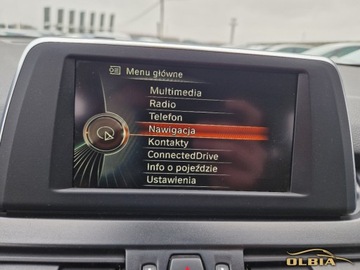 Menu główne
Multimedia
Radio
Telefon
Nawigacja
Kontakty
ConnectedDrive
Info o pojeździe
Ustawienia
OLBIA